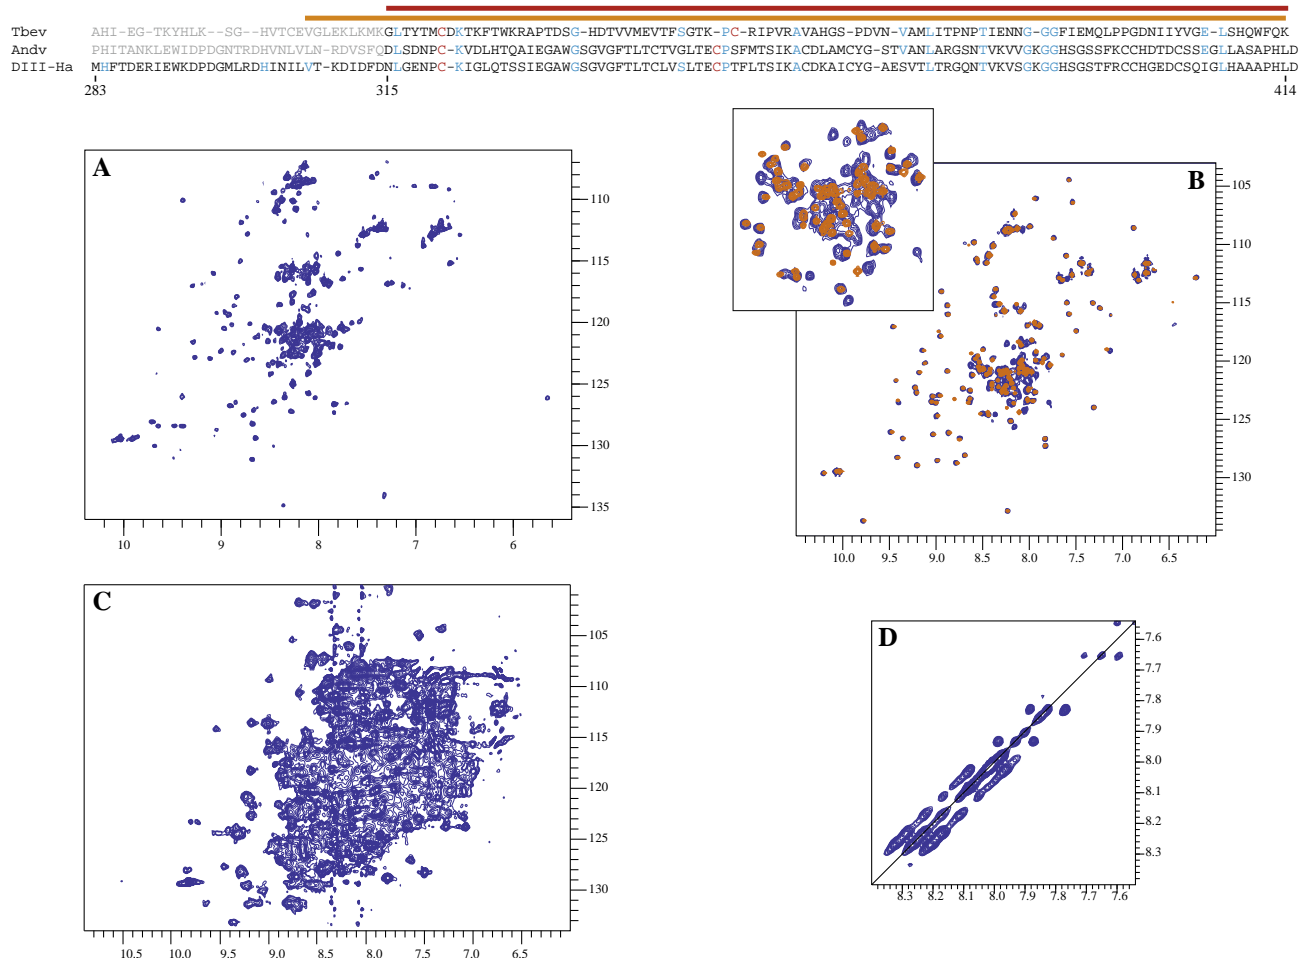 Tbev AHI-EG-TKYHLK--SG--HVTCEVGLEKLKMKGLTYTMCDKTKFTWKRAPTDSG-HDTVVMEVTFSGTK-PCRIPVRAVAHGS-PDVNV-VAMLITPNPTIENNG-GGFIEMQLPPGDNIIYVGE-LSHQWFQK
Andv PHITANKLEWIDPDGNTRDHVNLVLN-RDVSFQDLSDNPC-KVDLHTQAIEGAWGSGVGFTLTCTVGLTECPSFMTSIKACDLAMCYG-STVANLARGSNTVKVVGKGGHSGSSFKCCHDTDCSSEGLLASAPHLD
DIII-Ha MHFTDERIEWKDPDGMLRDHINILVT-KDIDFDNLGENPC-KIGLQTSSIEGAWGSGVGFTLTCLVSLTECPTFLTSIKACDKAICYG-AESVTLTRGQNTVKVSGKGGHSGSTFRCCHGEDCSQIGLHAAAPHLD
283 315 414
A
110
115
120
125
130
135
10 9 8 7 6
B
105
110
115
120
125
130
10.0 9.5 9.0 8.5 8.0 7.5 7.0 6.5
C
105
110
115
120
125
130
10.5 10.0 9.5 9.0 8.5 8.0 7.5 7.0 6.5
D
7.6
7.7
7.8
7.9
8.0
8.1
8.2
8.3
8.3 8.2 8.1 8.0 7.9 7.8 7.7 7.6